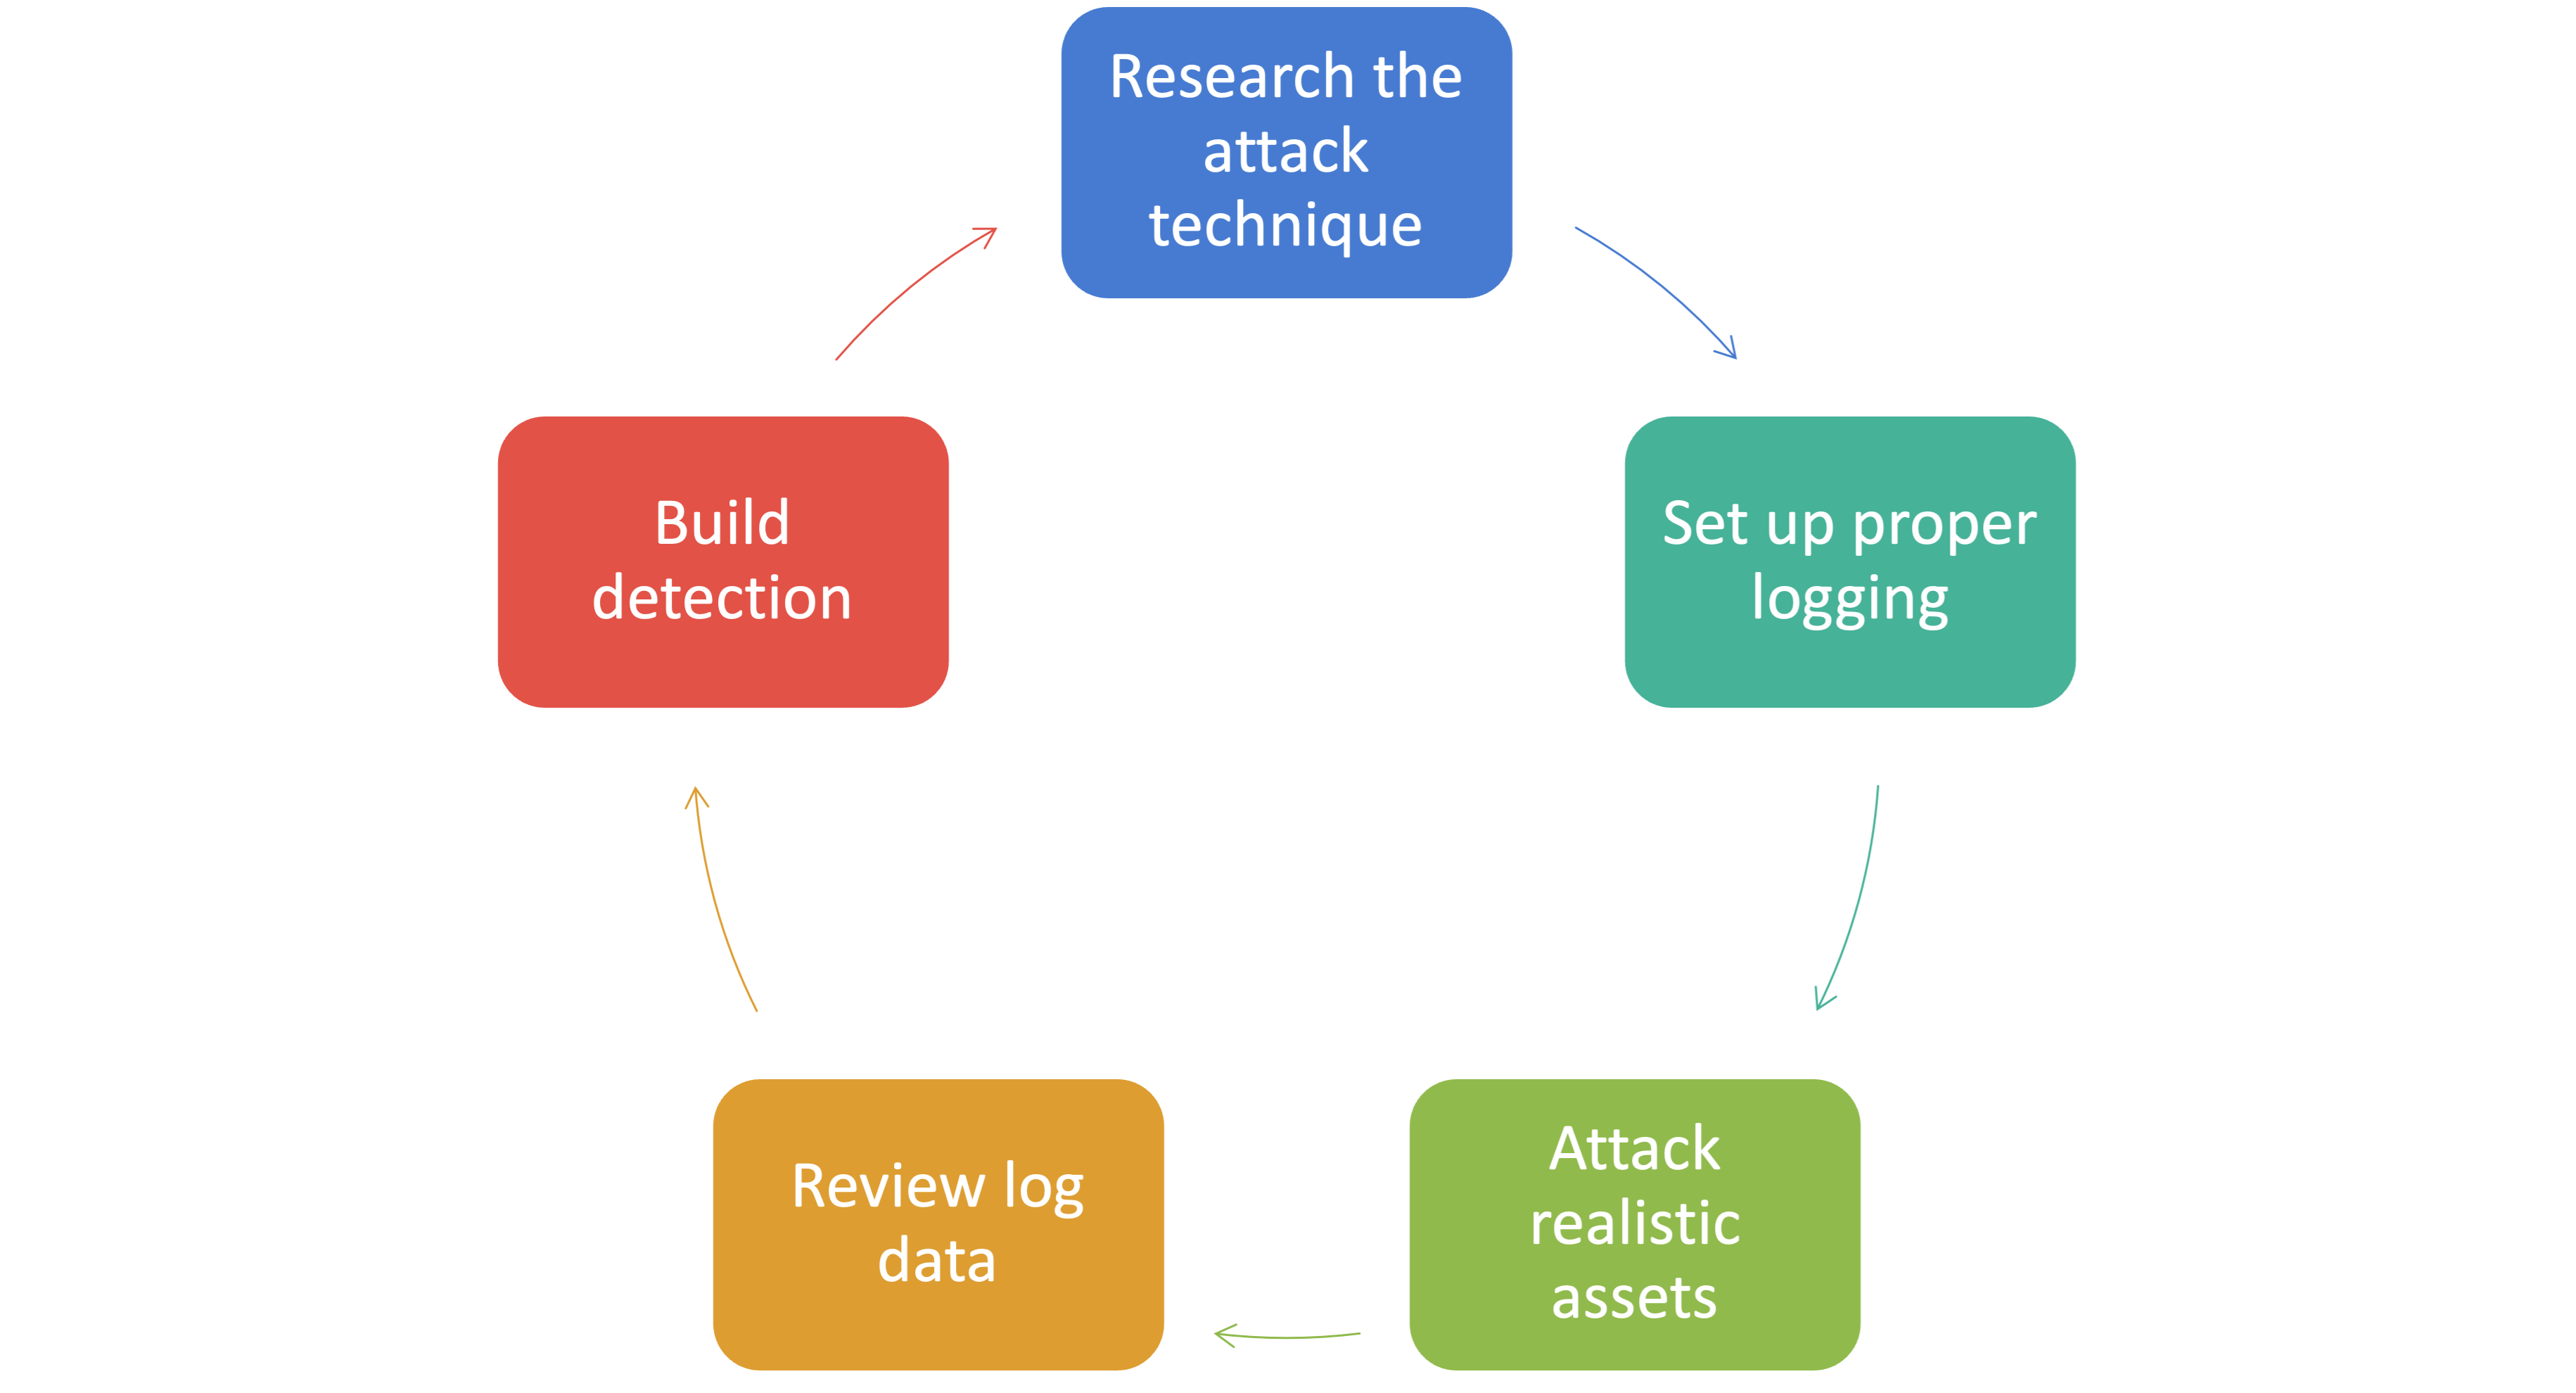 Research the
attack
technique
Set up proper
logging
Attack
realistic
assets
Review log
data
Build
detection